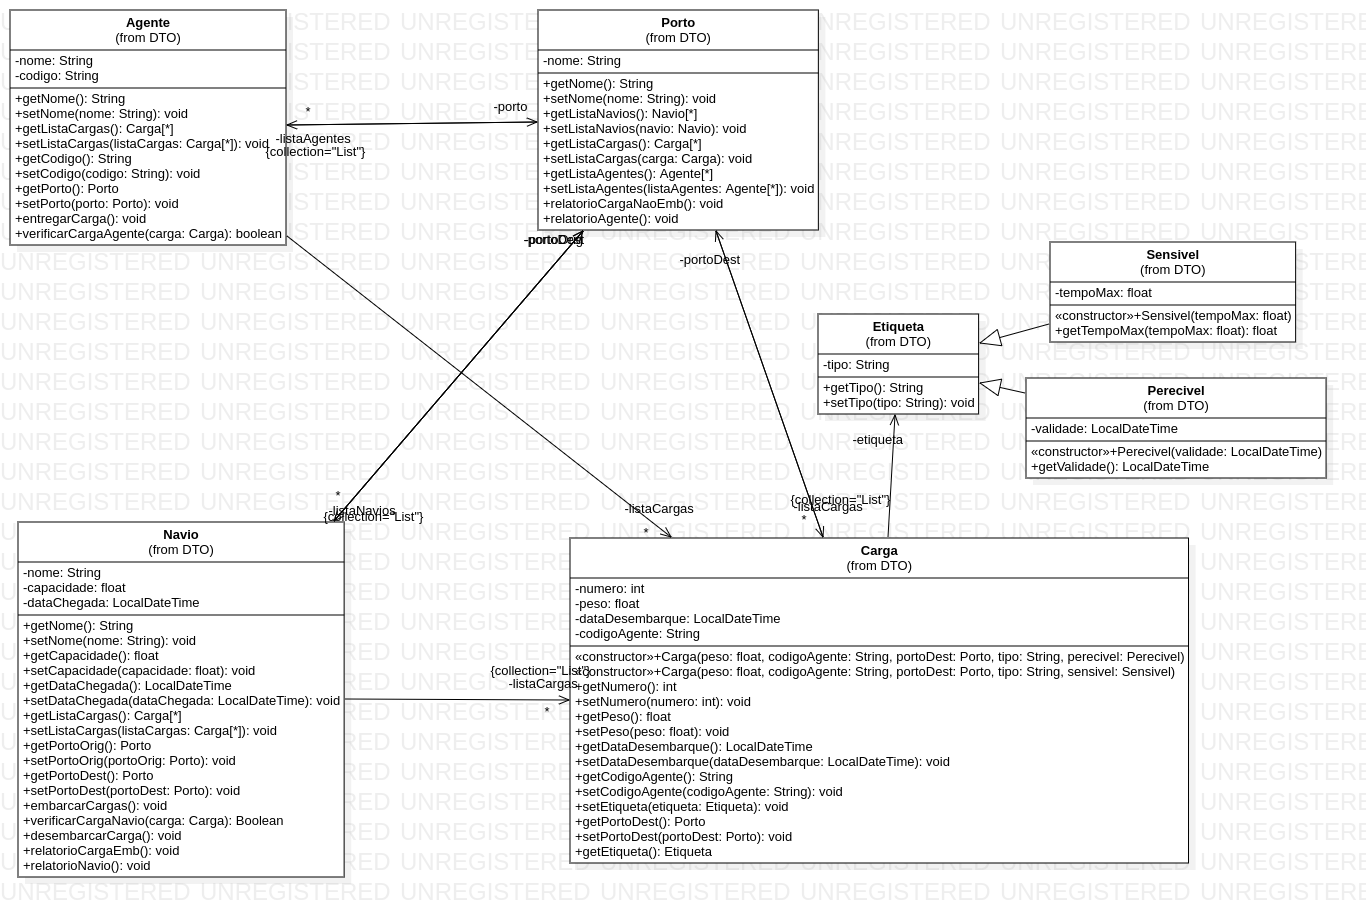 Agente
(from DTO)
-nome: String
-codigo: String
+getNome(): String
+setNome(nome: String): void
+getListaCargas(): Carga[*]
+setListaCargas(listaCargas: Carga[*]): void
+getCodigo(): String
+setCodigo(codigo: String): void
+getPorto(): Porto
+setPorto(porto: Porto): void
+entregarCarga(): void
+verificarCargaAgente(carga: Carga): boolean
*
-listaAgentes
{collection="List"}
-porto
Porto
(from DTO)
-nome: String
+getNome(): String
+setNome(nome: String): void
+getListaNavios(): Navio[*]
+setListaNavios(navio: Navio): void
+getListaCargas(): Carga[*]
+setListaCargas(carga: Carga): void
+getListaAgentes(): Agente[*]
+setListaAgentes(listaAgentes: Agente[*]): void
+relatorioCargaNaoEmb(): void
+relatorioAgente(): void
-portoDest
Sensivel
(from DTO)
-tempoMax: float
«constructor»+Sensivel(tempoMax: float)
+getTempoMax(tempoMax: float): float
Etiqueta
(from DTO)
-tipo: String
+getTipo(): String
+setTipo(tipo: String): void
Perecivel
(from DTO)
-validade: LocalDateTime
«constructor»+Perecivel(validade: LocalDateTime)
+getValidade(): LocalDateTime
-etiqueta
*
-listaNavios
{collection="List"}
-listaCargas
*
{collection="List"}
-listaCargas
*
Navio
(from DTO)
-nome: String
-capacidade: float
-dataChegada: LocalDateTime
+getNome(): String
+setNome(nome: String): void
+getCapacidade(): float
+setCapacidade(capacidade: float): void
+getDataChegada(): LocalDateTime
+setDataChegada(dataChegada: LocalDateTime): void
+getListaCargas(): Carga[*]
+setListaCargas(listaCargas: Carga[*]): void
+getPortoOrig(): Porto
+setPortoOrig(portoOrig: Porto): void
+getPortoDest(): Porto
+setPortoDest(portoDest: Porto): void
+embarcarCargas(): void
+verificarCargaNavio(carga: Carga): Boolean
+desembarcarCarga(): void
+relatorioCargaEmb(): void
+relatorioNavio(): void
{collection="List"}
-listaCargas
*
Carga
(from DTO)
-numero: int
-peso: float
-dataDesembarque: LocalDateTime
-codigoAgente: String
«constructor»+Carga(peso: float, codigoAgente: String, portoDest: Porto, tipo: String, perecivel: Perecivel)
«constructor»+Carga(peso: float, codigoAgente: String, portoDest: Porto, tipo: String, sensivel: Sensivel)
+getNumero(): int
+setNumero(numero: int): void
+getPeso(): float
+setPeso(peso: float): void
+getDataDesembarque(): LocalDateTime
+setDataDesembarque(dataDesembarque: LocalDateTime): void
+getCodigoAgente(): String
+setCodigoAgente(codigoAgente: String): void
+setEtiqueta(etiqueta: Etiqueta): void
+getPortoDest(): Porto
+setPortoDest(portoDest: Porto): void
+getEtiqueta(): Etiqueta